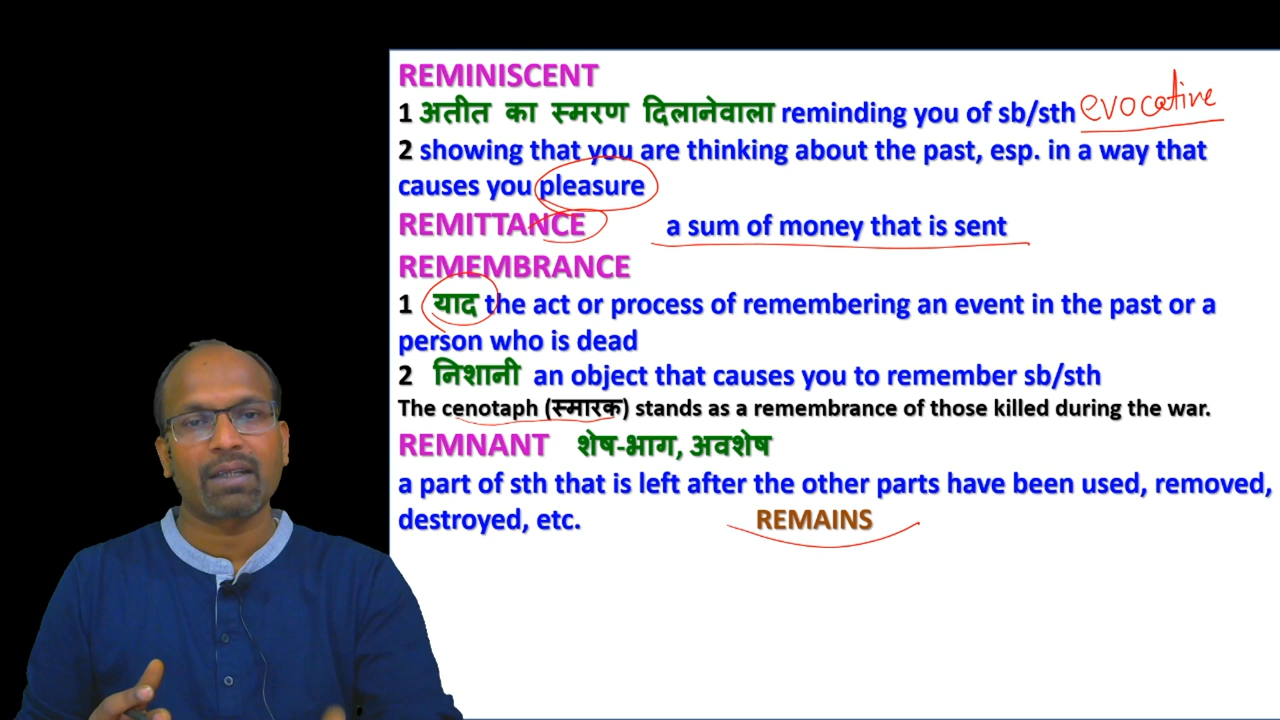 REMINISCENT
1 अतीत का स्मरण दिलानेवाला reminding you of sb/sth evocative
2 showing that you are thinking about the past, esp. in a way that
causes you pleasure
REMITTANCE a sum of money that is sent
REMEMBRANCE
1 याद the act or process of remembering an event in the past or a
person who is dead
2 निशानी an object that causes you to remember sb/sth
The cenotaph (स्मारक) stands as a remembrance of those killed during the war.
REMNANT शेष-भाग, अवशेष
a part of sth that is left after the other parts have been used, removed,
destroyed, etc. REMAINS